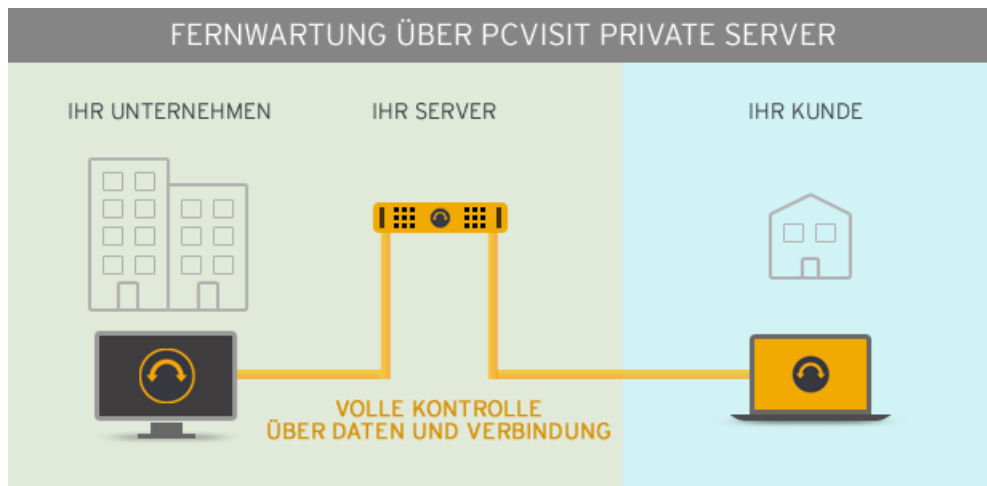 FERNWARTUNG ÜBER PCVISIT PRIVATE SERVER
IHR UNTERNEHMEN
IHR SERVER
IHR KUNDE
VOLLE KONTROLLE
ÜBER DATEN UND VERBINDUNG